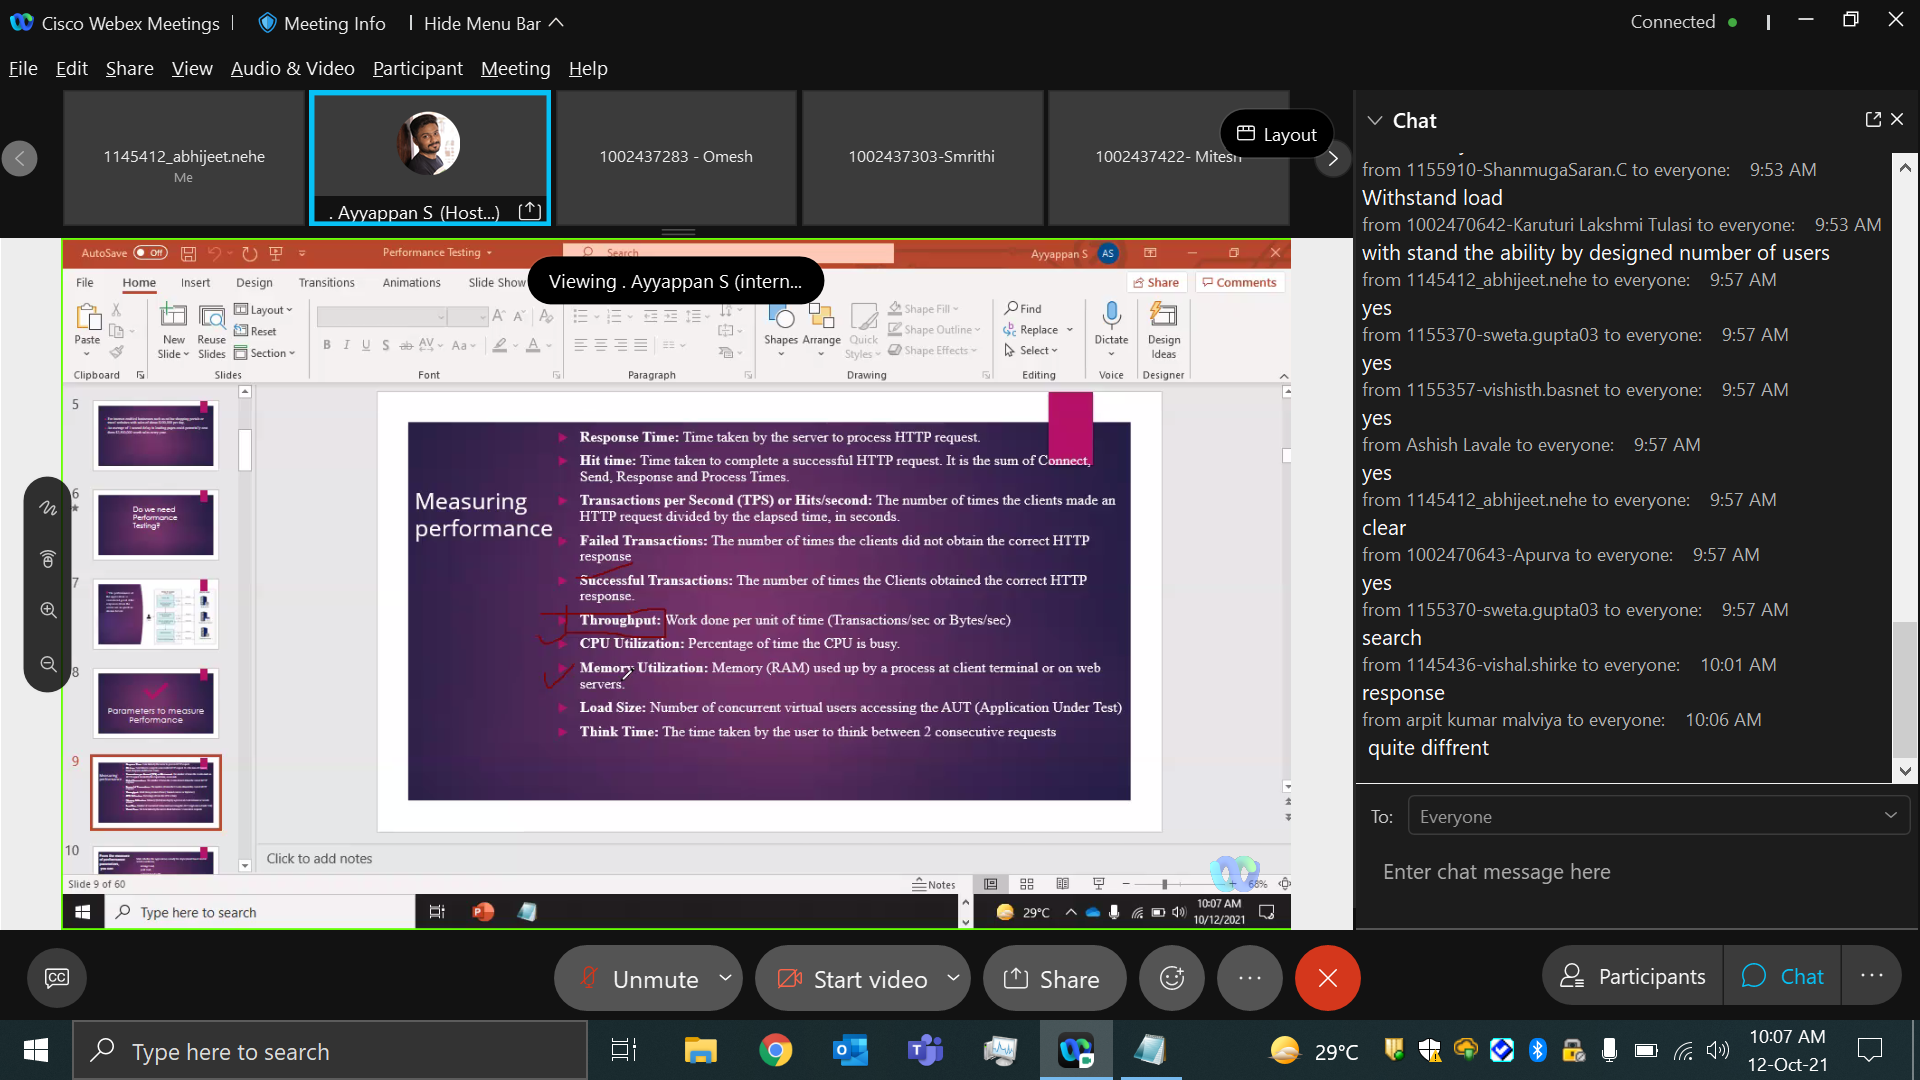 Cisco Webex Meetings
Meeting Info
Hide Menu Bar
Connected
File Edit Share View Audio & Video Participant Meeting Help
1145412_abhijeet.nehe
Me
. Ayyappan S (Host...)
1002437283 - Omesh
1002437303-Smrithi
1002437422- Mitesh
Layout
AutoSave Off
Performance Testing
Search
Ayyappan S AS
Viewing . Ayyappan S (intern...
File Home Insert Design Transitions Animations Slide Show
Share Comments
Paste
Clipboard
New Slide
Reuse Slides
Layout
Reset
Section
Slides
B I U S ab AV Aa A
Font
Paragraph
Shapes
Arrange
Quick Styles
Shape Fill
Shape Outline
Shape Effects
Drawing
Find
Replace
Select
Editing
Dictate
Voice
Design Ideas
Designer
5
6
Do we need
Performance
Testing?
7
8
Parameters to measure
Performance
9
10
Measuring
performance
Response Time: Time taken by the server to process HTTP request.
Hit time: Time taken to complete a successful HTTP request. It is the sum of Connect,
Send, Response and Process Times.
Transactions per Second (TPS) or Hits/second: The number of times the clients made an
HTTP request divided by the elapsed time, in seconds.
Failed Transactions: The number of times the clients did not obtain the correct HTTP
response
Successful Transactions: The number of times the Clients obtained the correct HTTP
response.
Throughput: Work done per unit of time (Transactions/sec or Bytes/sec)
CPU Utilization: Percentage of time the CPU is busy.
Memory Utilization: Memory (RAM) used up by a process at client terminal or on web
servers.
Load Size: Number of concurrent virtual users accessing the AUT (Application Under Test)
Think Time: The time taken by the user to think between 2 consecutive requests
Click to add notes
Slide 9 of 60
Notes
68%
Type here to search
29°C
10:07 AM
10/12/2021
Chat
from 1155910-ShanmugaSaran.C to everyone: 9:53 AM
Withstand load
from 1002470642-Karuturi Lakshmi Tulasi to everyone: 9:53 AM
with stand the ability by designed number of users
from 1145412_abhijeet.nehe to everyone: 9:57 AM
yes
from 1155370-sweta.gupta03 to everyone: 9:57 AM
yes
from 1155357-vishisth.basnet to everyone: 9:57 AM
yes
from Ashish Lavale to everyone: 9:57 AM
yes
from 1145412_abhijeet.nehe to everyone: 9:57 AM
clear
from 1002470643-Apurva to everyone: 9:57 AM
yes
from 1155370-sweta.gupta03 to everyone: 9:57 AM
search
from 1145436-vishal.shirke to everyone: 10:01 AM
response
from arpit kumar malviya to everyone: 10:06 AM
quite diffrent
To: Everyone
Enter chat message here
CC
Unmute
Start video
Share
Participants
Chat
Type here to search
29°C
10:07 AM
12-Oct-21